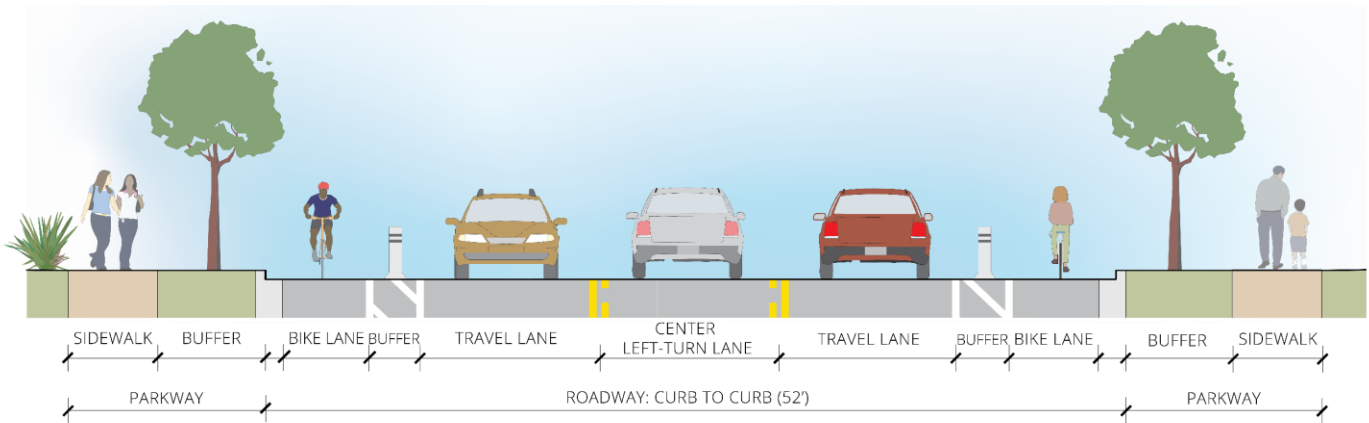 SIDEWALK BUFFER BIKE LANE BUFFER TRAVEL LANE CENTER TRAVEL LANE BUFFER BIKE LANE BUFFER SIDEWALK
LEFT-TURN LANE
PARKWAY ROADWAY: CURB TO CURB (52’) PARKWAY